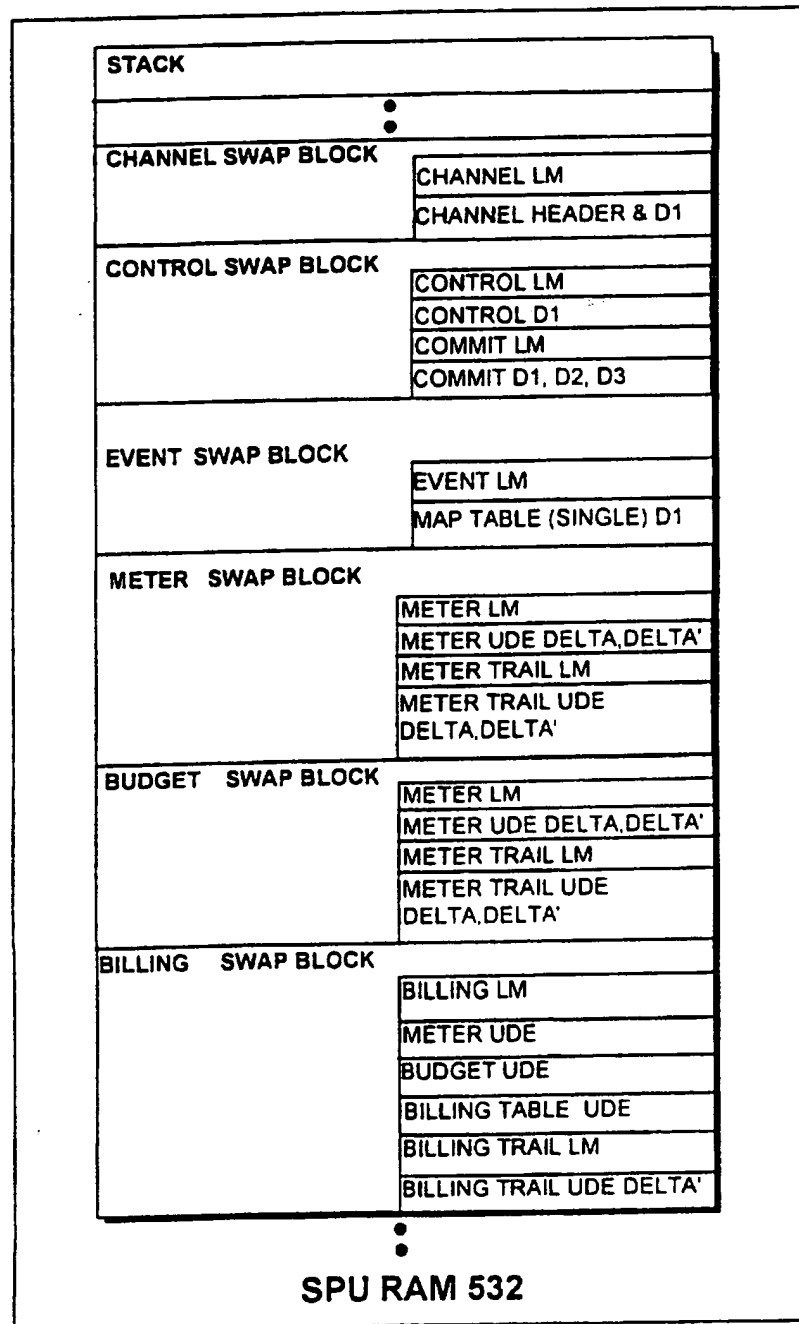 STACK
CHANNEL SWAP BLOCK
CHANNEL LM
CHANNEL HEADER & D1
CONTROL SWAP BLOCK
CONTROL LM
CONTROL D1
COMMIT LM
COMMIT D1, D2, D3
EVENT SWAP BLOCK
EVENT LM
MAP TABLE (SINGLE) D1
METER SWAP BLOCK
METER LM
METER UDE DELTA,DELTA'
METER TRAIL LM
METER TRAIL UDE
DELTA,DELTA'
BUDGET SWAP BLOCK
METER LM
METER UDE DELTA,DELTA'
METER TRAIL LM
METER TRAIL UDE
DELTA,DELTA'
BILLING SWAP BLOCK
BILLING LM
METER UDE
BUDGET UDE
BILLING TABLE UDE
BILLING TRAIL LM
BILLING TRAIL UDE DELTA'
SPU RAM 532